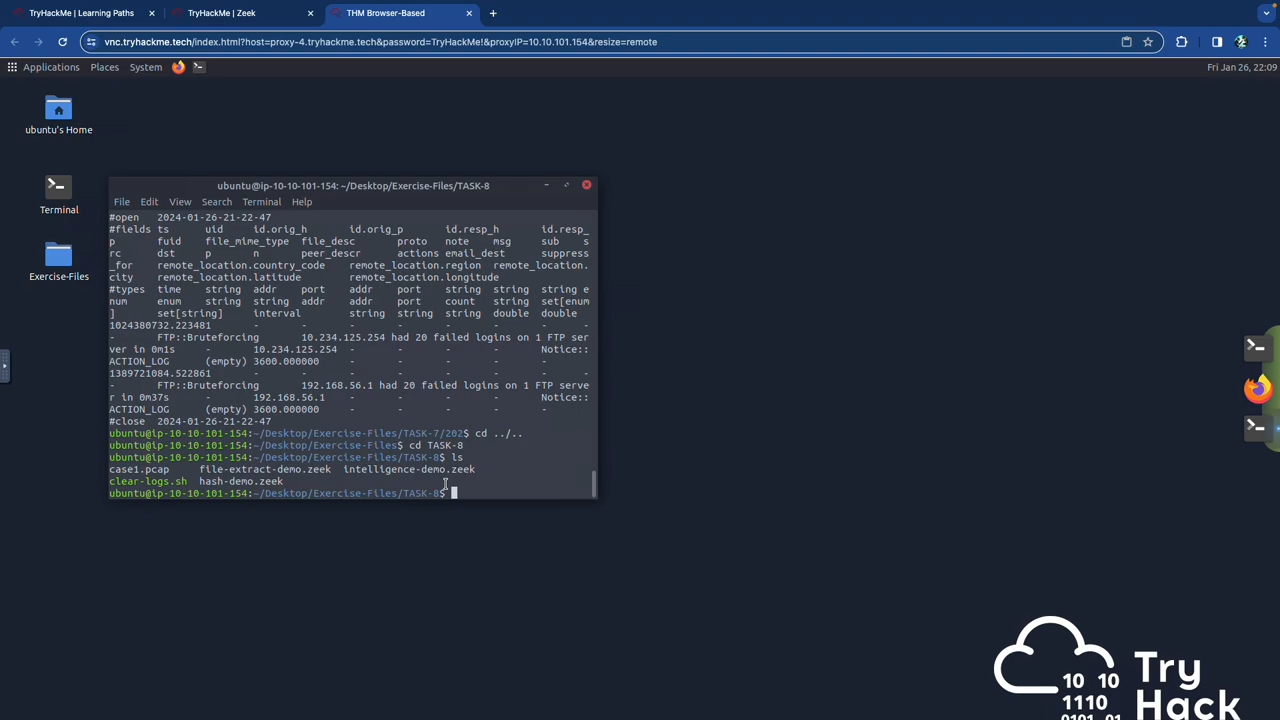 TryHackMe | Learning Paths
TryHackMe | Zeek
THM Browser-Based
vnc.tryhackme.tech/index.html?host=proxy-4.tryhackme.tech&password=TryHackMe!&proxyIP=10.10.101.154&resize=remote
Applications Places System
Fri Jan 26, 22:09
ubuntu's Home
Terminal
Exercise-Files
ubuntu@ip-10-10-101-154: ~/Desktop/Exercise-Files/TASK-8
File Edit View Search Terminal Help
#open 2024-01-26-21-22-47
#fields ts uid id.orig_h id.orig_p id.resp_h id.resp_
p fuid file_mime_type file_desc proto note msg sub s
rc dst p n peer_descr actions email_dest suppress
_for remote_location.country_code remote_location.region remote_location.
city remote_location.latitude remote_location.longitude
#types time string addr port addr port string string string e
num enum string string addr addr port count string set[enum
] set[string] interval string string string double double
1024380732.223481 - - - - - - - -
- FTP::Bruteforcing 10.234.125.254 had 20 failed logins on 1 FTP ser
ver in 0m1s - 10.234.125.254 - - - - Notice::
ACTION_LOG (empty) 3600.000000 - - - - -
1389721084.522861 - - - - - - - -
- FTP::Bruteforcing 192.168.56.1 had 20 failed logins on 1 FTP serve
r in 0m37s - 192.168.56.1 - - - - Notice::
ACTION_LOG (empty) 3600.000000 - - - - -
#close 2024-01-26-21-22-47
ubuntu@ip-10-10-101-154:~/Desktop/Exercise-Files/TASK-7/202$ cd ../..
ubuntu@ip-10-10-101-154:~/Desktop/Exercise-Files$ cd TASK-8
ubuntu@ip-10-10-101-154:~/Desktop/Exercise-Files/TASK-8$ ls
case1.pcap file-extract-demo.zeek intelligence-demo.zeek
clear-logs.sh hash-demo.zeek
ubuntu@ip-10-10-101-154:~/Desktop/Exercise-Files/TASK-8$
Try
Hack
10 10
1110
0101 01